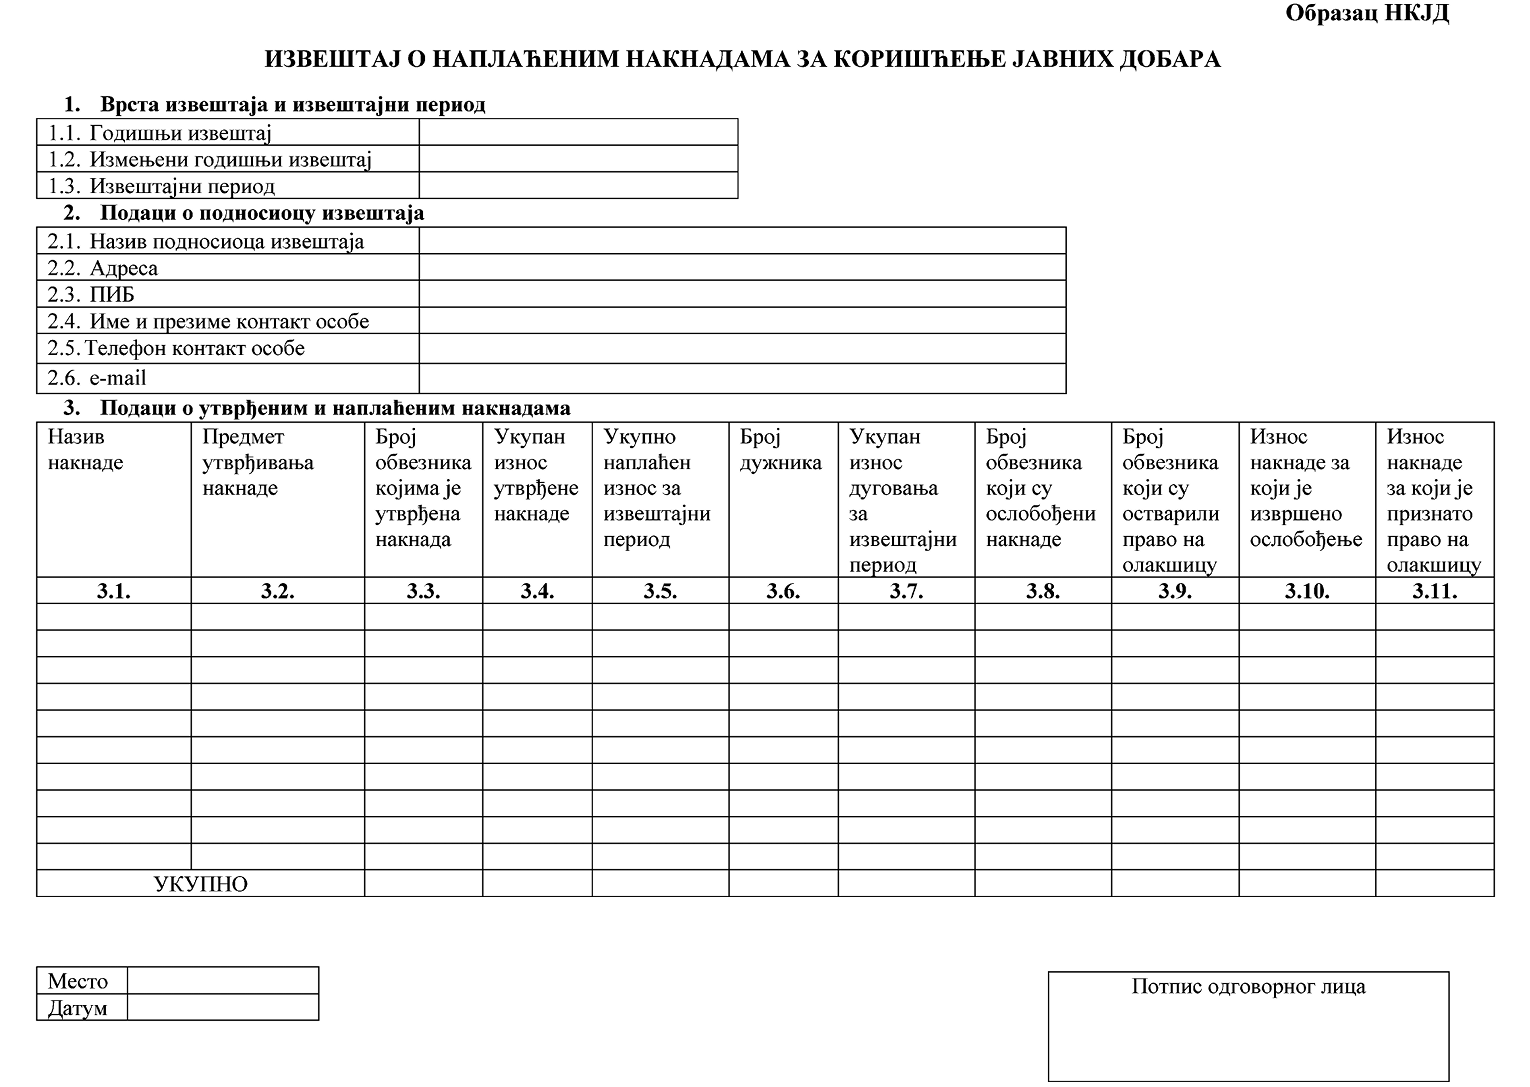 Образац НКЈД
ИЗВЕШТАЈ О НАПЛАЋЕНИМ НАКНАДАМА ЗА КОРИШЋЕЊЕ ЈАВНИХ ДОБАРА
1. Врста извештаја и извештајни период
1.1. Годишњи извештај
1.2. Измењени годишњи извештај
1.3. Извештајни период
2. Подаци о подносиоцу извештаја
2.1. Назив подносиоца извештаја
2.2. Адреса
2.3. ПИБ
2.4. Име и презиме контакт особе
2.5. Телефон контакт особе
2.6. e-mail
3. Подаци о утврђеним и наплаћеним накнадама
Назив
накнаде
Предмет
утврђивања
накнаде
Број
обвезника
којима је
утврђена
накнада
Укупан
износ
утврђене
накнаде
Укупно
наплаћен
износ за
извештајни
период
Број
дужника
Укупан
износ
дуговања
за
извештајни
период
Број
обвезника
који су
ослобођени
накнаде
Број
обвезника
који су
остварили
право на
олакшицу
Износ
накнаде за
који је
извршено
ослобођење
Износ
накнаде
за који је
признато
право на
олакшицу
3.1. 3.2. 3.3. 3.4. 3.5. 3.6. 3.7. 3.8. 3.9. 3.10. 3.11.
УКУПНО
Место
Датум
Потпис одговорног лица